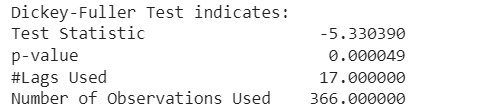 Dickey-Fuller Test indicates:
Test Statistic -5.330390
p-value 0.000049
#Lags Used 17.000000
Number of Observations Used 366.000000